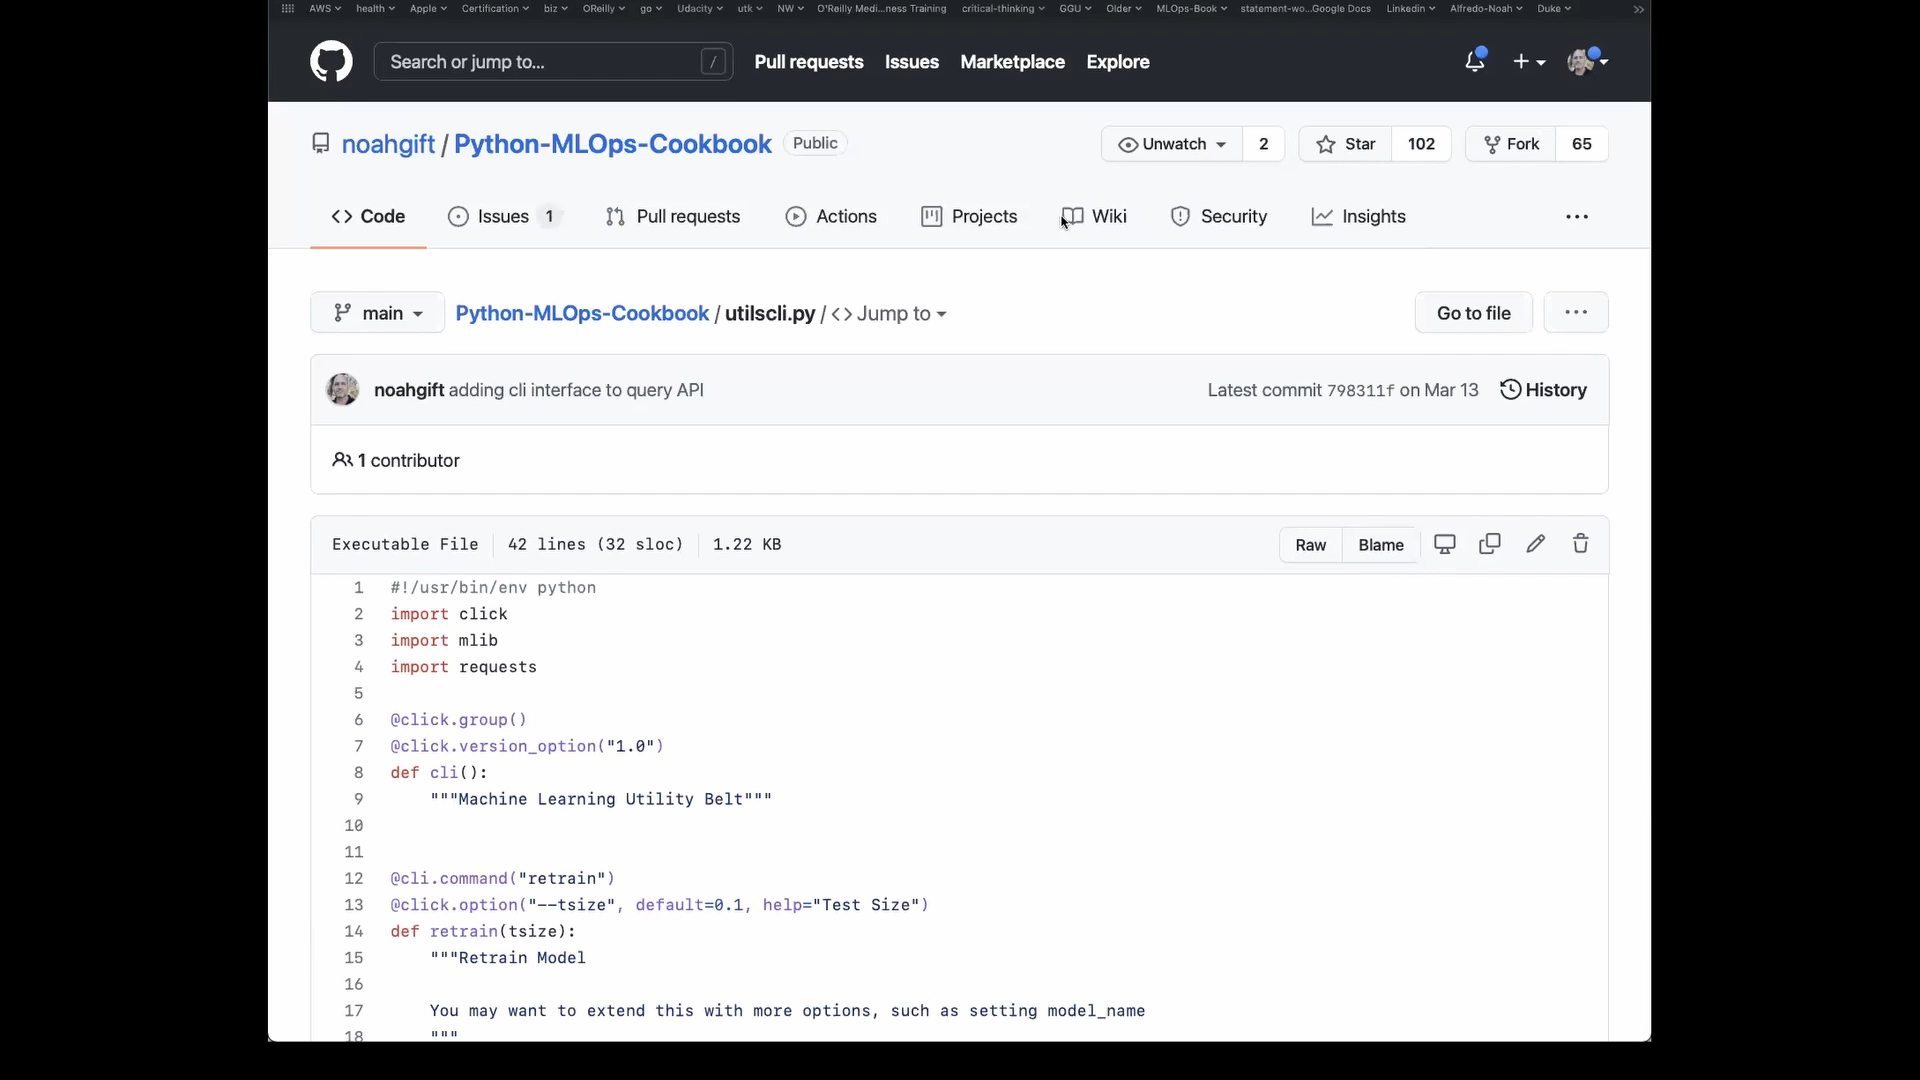 AWS health Apple Certification biz OReilly go Udacity utk NW O'Reilly Medi...ness Training critical-thinking GGU Older MLOps-Book statement-wo...Google Docs Linkedin Alfredo-Noah Duke »
Search or jump to... / Pull requests Issues Marketplace Explore +
noahgift / Python-MLOps-Cookbook Public Unwatch 2 Star 102 Fork 65
<> Code Issues 1 Pull requests Actions Projects Wiki Security Insights ...
main Python-MLOps-Cookbook / utilscli.py / <> Jump to Go to file ...
noahgift adding cli interface to query API Latest commit 798311f on Mar 13 History
1 contributor
Executable File 42 lines (32 sloc) 1.22 KB Raw Blame
1 #!/usr/bin/env python
2 import click
3 import mlib
4 import requests
5
6 @click.group()
7 @click.version_option("1.0")
8 def cli():
9 """Machine Learning Utility Belt"""
10
11
12 @cli.command("retrain")
13 @click.option("--tsize", default=0.1, help="Test Size")
14 def retrain(tsize):
15 """Retrain Model
16
17 You may want to extend this with more options, such as setting model_name
18 """